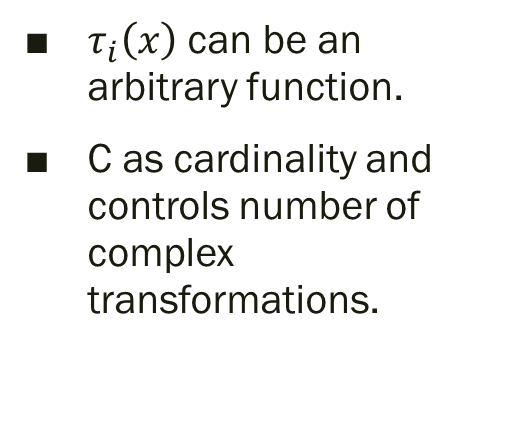 ■ τᵢ(x) can be an
arbitrary function.
■ C as cardinality and
controls number of
complex
transformations.